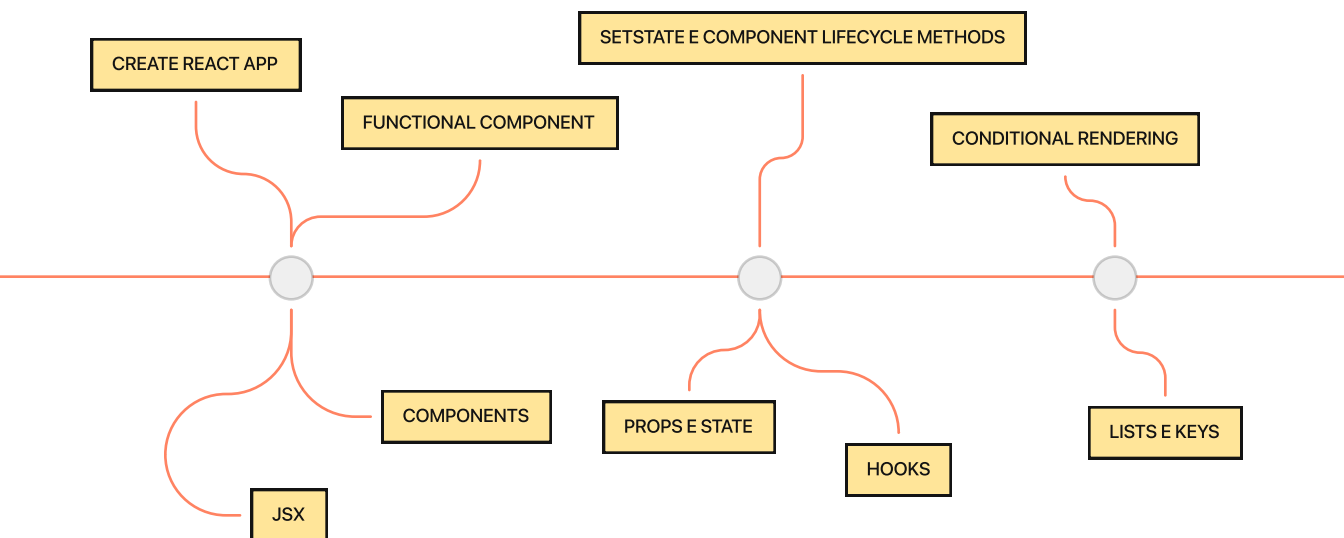 CREATE REACT APP
FUNCTIONAL COMPONENT
SETSTATE E COMPONENT LIFECYCLE METHODS
CONDITIONAL RENDERING
COMPONENTS
JSX
PROPS E STATE
HOOKS
LISTS E KEYS